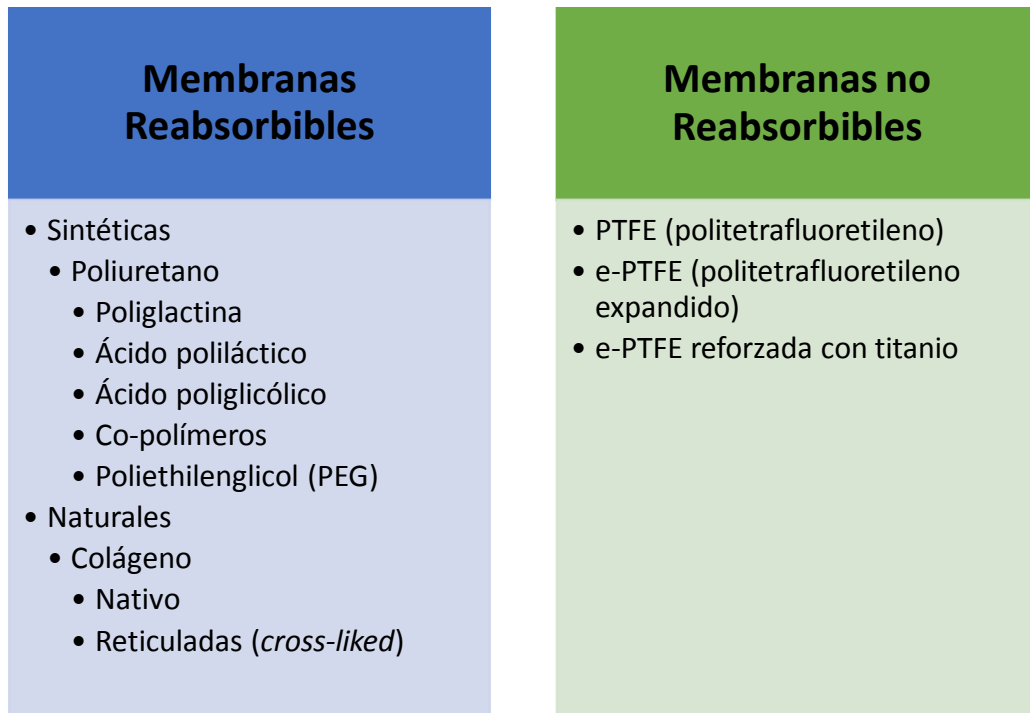 Membranas
Reabsorbibles
• Sintéticas
• Poliuretano
• Poliglactina
• Ácido poliláctico
• Ácido poliglicólico
• Co-polímeros
• Poliethilenglicol (PEG)
• Naturales
• Colágeno
• Nativo
• Reticuladas (cross-liked)
Membranas no
Reabsorbibles
• PTFE (politetrafluoretileno)
• e-PTFE (politetrafluoretileno
expandido)
• e-PTFE reforzada con titanio